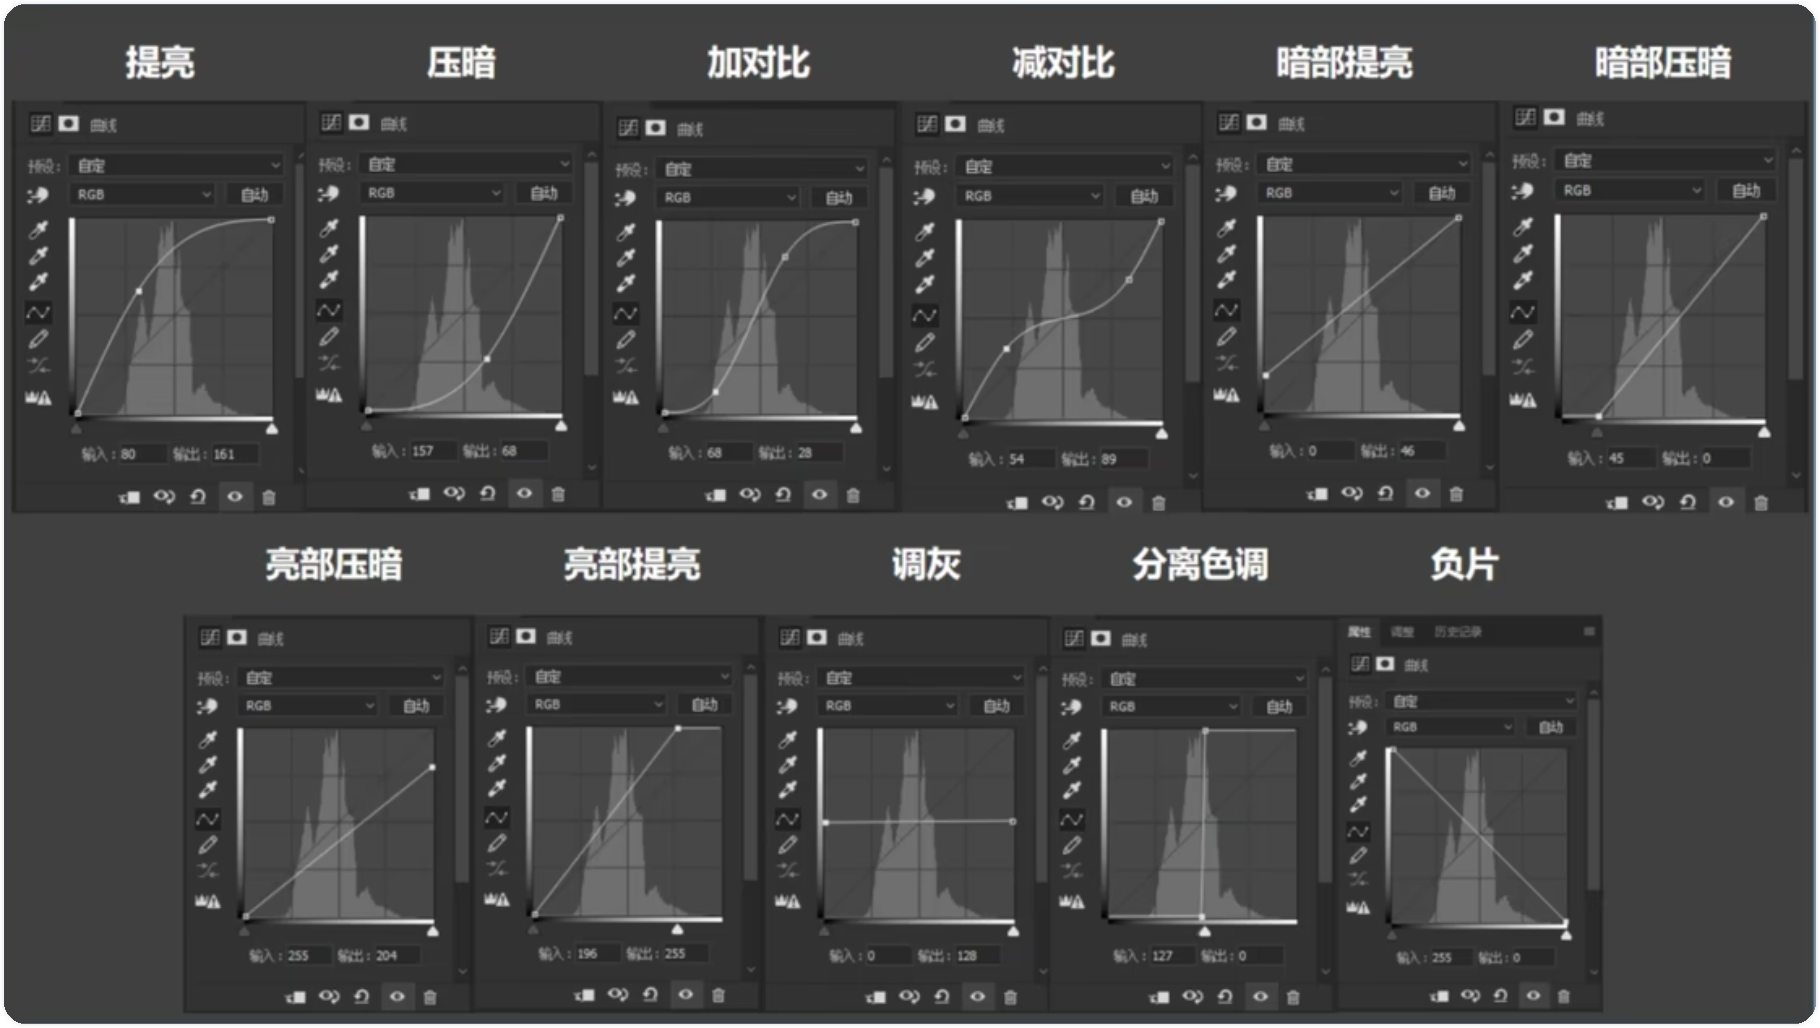 提亮 压暗 加对比 减对比 暗部提亮 暗部压暗
曲线 曲线 曲线 曲线 曲线 曲线
预设: 自定 预设: 自定 预设: 自定 预设: 自定 预设: 自定 预设: 自定
RGB 自动 RGB 自动 RGB 自动 RGB 自动 RGB 自动 RGB 自动
输入: 80 输出: 161 输入: 157 输出: 68 输入: 68 输出: 28 输入: 54 输出: 89 输入: 0 输出: 46 输入: 45 输出: 0
亮部压暗 亮部提亮 调灰 分离色调 负片
属性 调整 历史记录
曲线 曲线 曲线 曲线 曲线
预设: 自定 预设: 自定 预设: 自定 预设: 自定 预设: 自定
RGB 自动 RGB 自动 RGB 自动 RGB 自动 RGB 自动
输入: 255 输出: 204 输入: 196 输出: 255 输入: 0 输出: 128 输入: 127 输出: 0 输入: 255 输出: 0